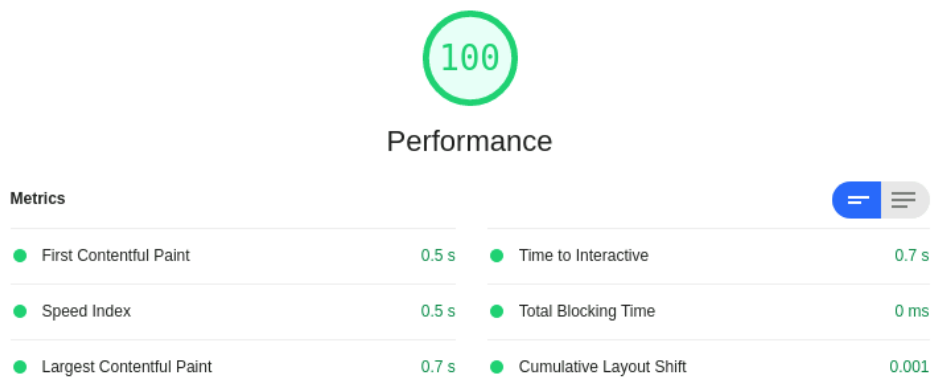 100
Performance
Metrics
First Contentful Paint 0.5 s
Time to Interactive 0.7 s
Speed Index 0.5 s
Total Blocking Time 0 ms
Largest Contentful Paint 0.7 s
Cumulative Layout Shift 0.001